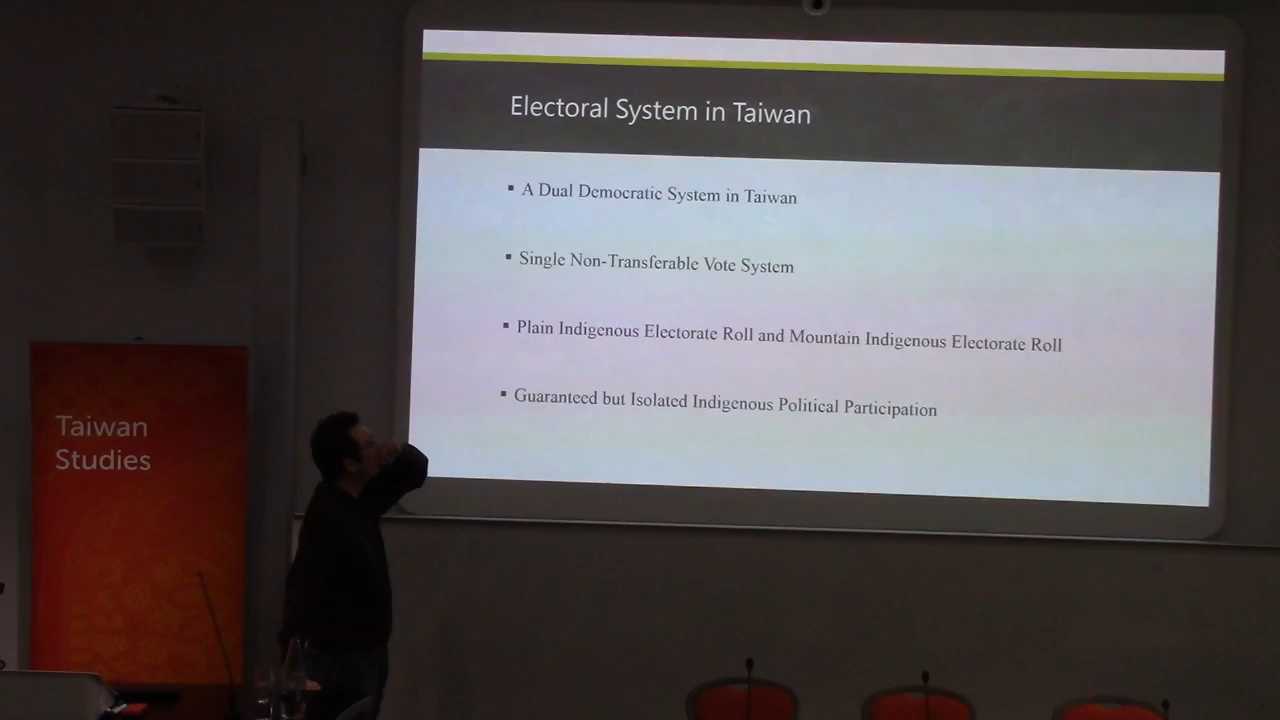 Electoral System in Taiwan
▪ A Dual Democratic System in Taiwan
▪ Single Non-Transferable Vote System
▪ Plain Indigenous Electorate Roll and Mountain Indigenous Electorate Roll
▪ Guaranteed but Isolated Indigenous Political Participation
Taiwan
Studies